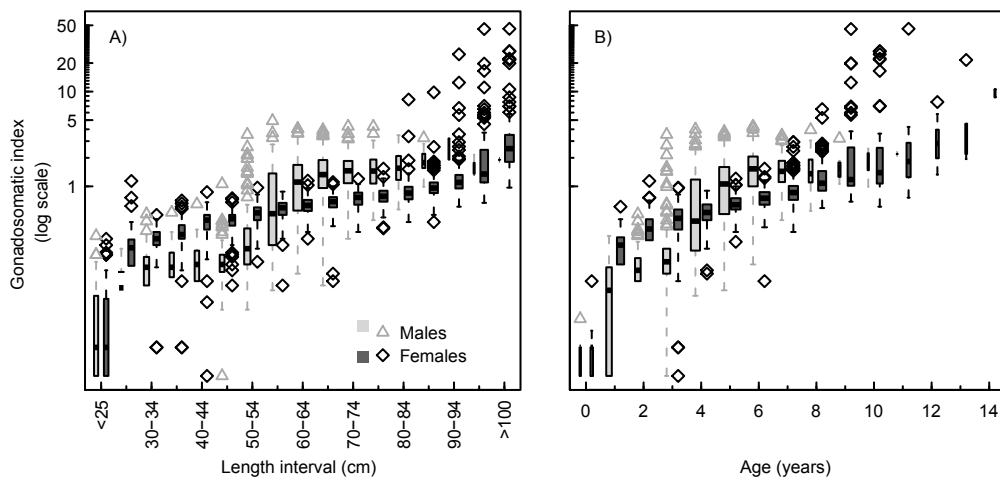 A)
B)
50
20
10
5
2
1
Gonadosomatic index
(log scale)
Males
Females
<25
30−34
40−44
50−54
60−64
70−74
80−84
90−94
>100
0
2
4
6
8
10
12
14
Length interval (cm)
Age (years)